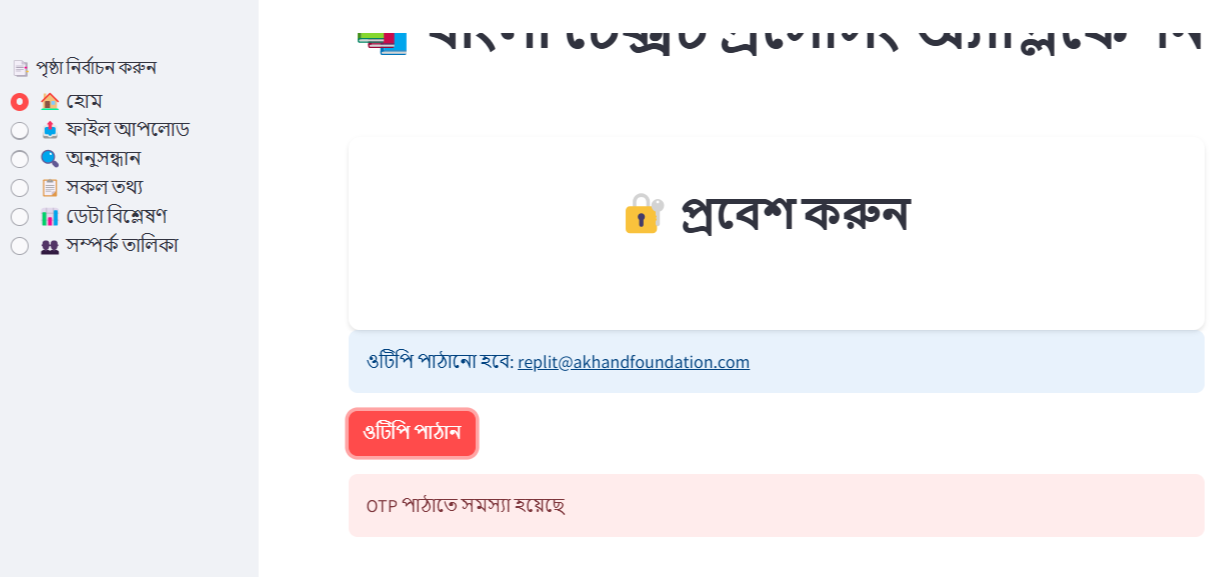 পৃষ্ঠা নির্বাচন করুন
হোম
ফাইল আপলোড
অনুসন্ধান
সকল তথ্য
ডেটা বিশ্লেষণ
সম্পর্ক তালিকা
প্রবেশ করুন
ওটিপি পাঠানো হবে: replit@akhandfoundation.com
ওটিপি পাঠান
OTP পাঠাতে সমস্যা হয়েছে